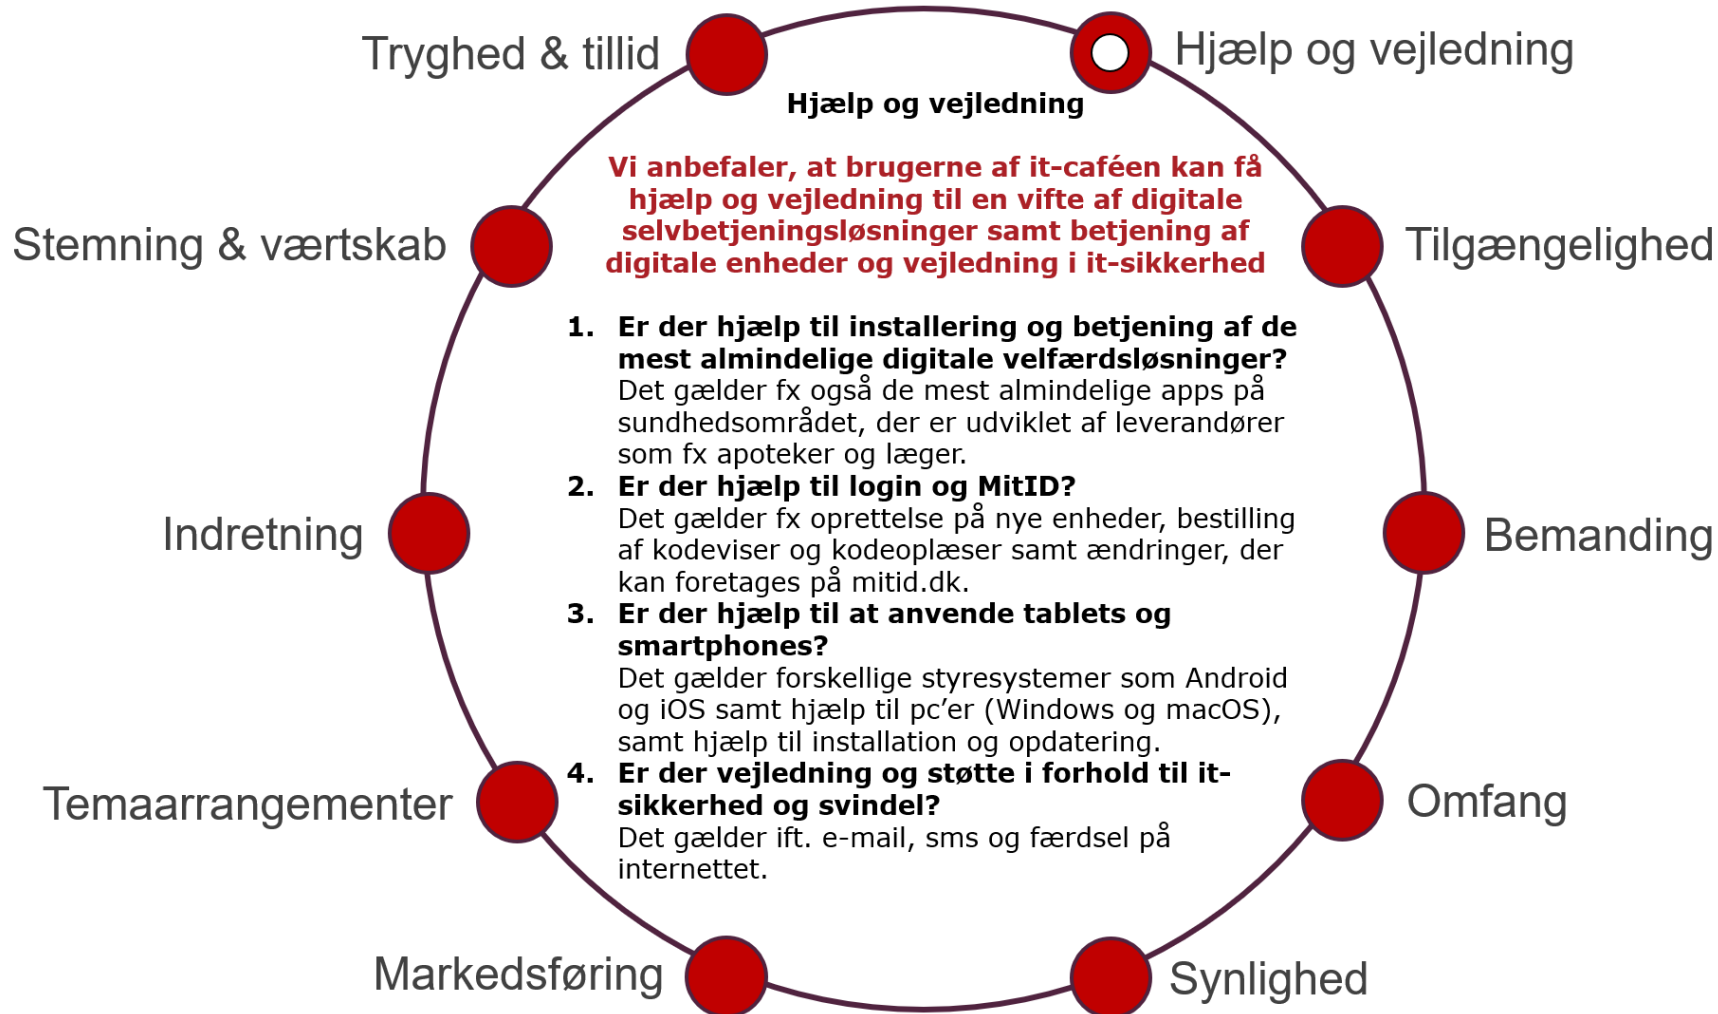 Tryghed & tillid
Hjælp og vejledning
Hjælp og vejledning
Vi anbefaler, at brugerne af it-caféen kan få
hjælp og vejledning til en vifte af digitale
selvbetjeningsløsninger samt betjening af
digitale enheder og vejledning i it-sikkerhed
Stemning & værtskab
Tilgængelighed
1. Er der hjælp til installering og betjening af de
mest almindelige digitale velfærdsløsninger?
Det gælder fx også de mest almindelige apps på
sundhedsområdet, der er udviklet af leverandører
som fx apoteker og læger.
2. Er der hjælp til login og MitID?
Det gælder fx oprettelse på nye enheder, bestilling
af kodeviser og kodeoplæser samt ændringer, der
kan foretages på mitid.dk.
3. Er der hjælp til at anvende tablets og
smartphones?
Det gælder forskellige styresystemer som Android
og iOS samt hjælp til pc’er (Windows og macOS),
samt hjælp til installation og opdatering.
4. Er der vejledning og støtte i forhold til it-
sikkerhed og svindel?
Det gælder ift. e-mail, sms og færdsel på
internettet.
Indretning
Bemanding
Temaarrangementer
Omfang
Markedsføring
Synlighed